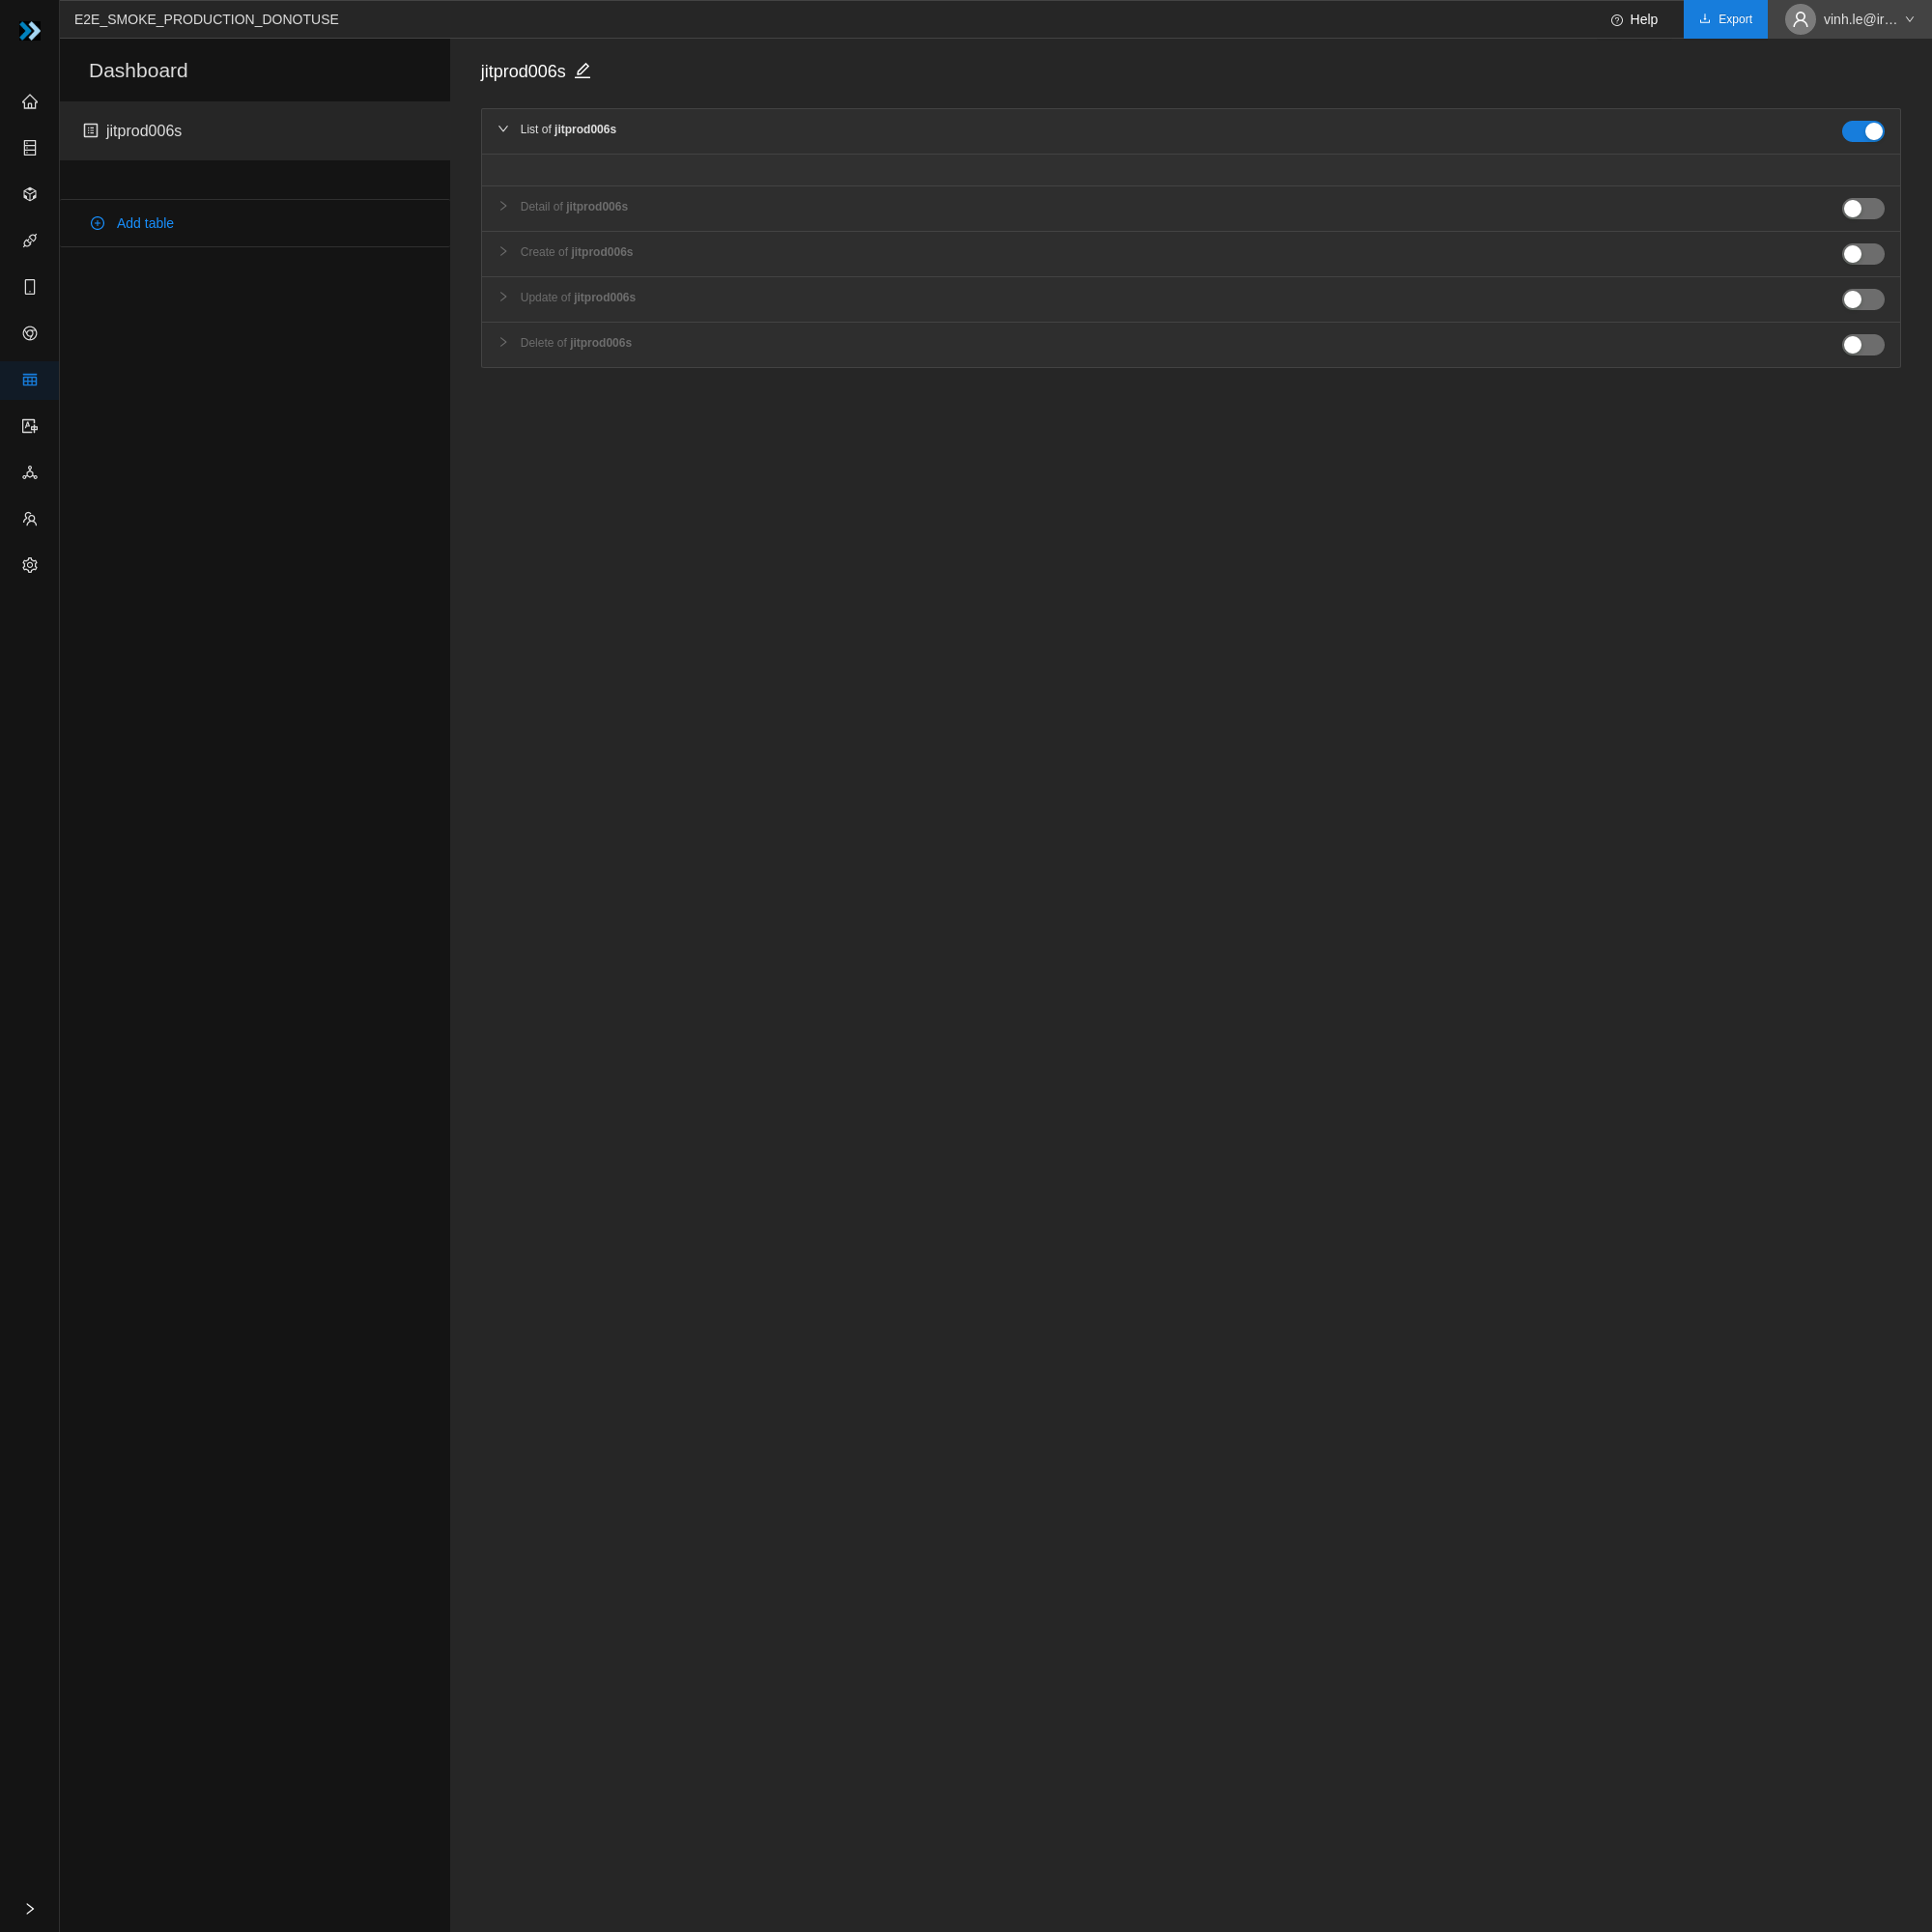 E2E_SMOKE_PRODUCTION_DONOTUSE
Help
Export
vinh.le@ir…
Dashboard
jitprod006s
Add table
jitprod006s
List of jitprod006s
Detail of jitprod006s
Create of jitprod006s
Update of jitprod006s
Delete of jitprod006s